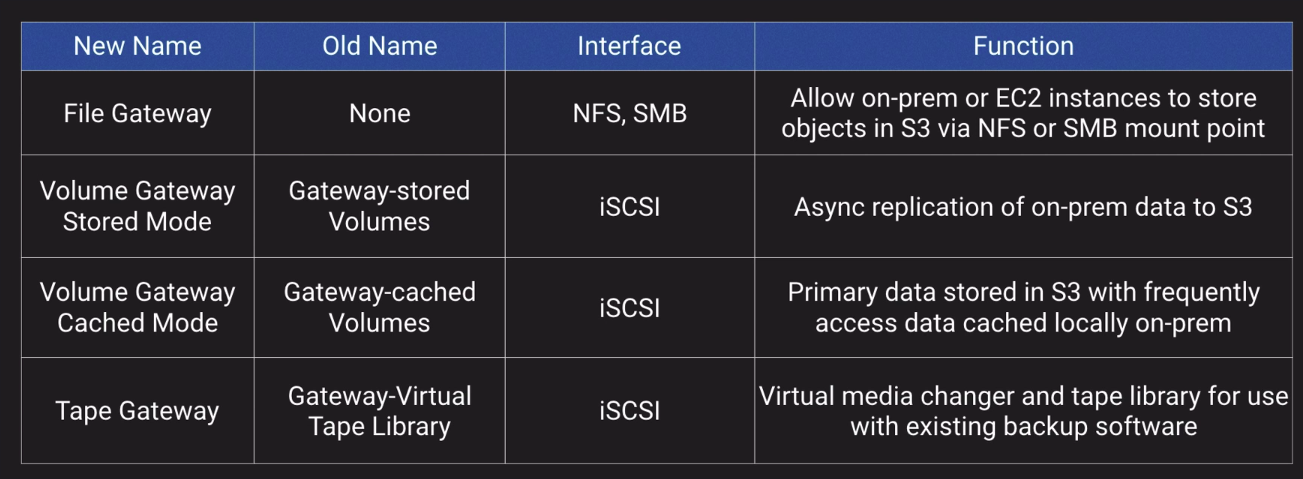 New Name
Old Name
Interface
Function
File Gateway
None
NFS, SMB
Allow on-prem or EC2 instances to store
objects in S3 via NFS or SMB mount point
Volume Gateway
Stored Mode
Gateway-stored
Volumes
iSCSI
Async replication of on-prem data to S3
Volume Gateway
Cached Mode
Gateway-cached
Volumes
iSCSI
Primary data stored in S3 with frequently
access data cached locally on-prem
Tape Gateway
Gateway-Virtual
Tape Library
iSCSI
Virtual media changer and tape library for use
with existing backup software